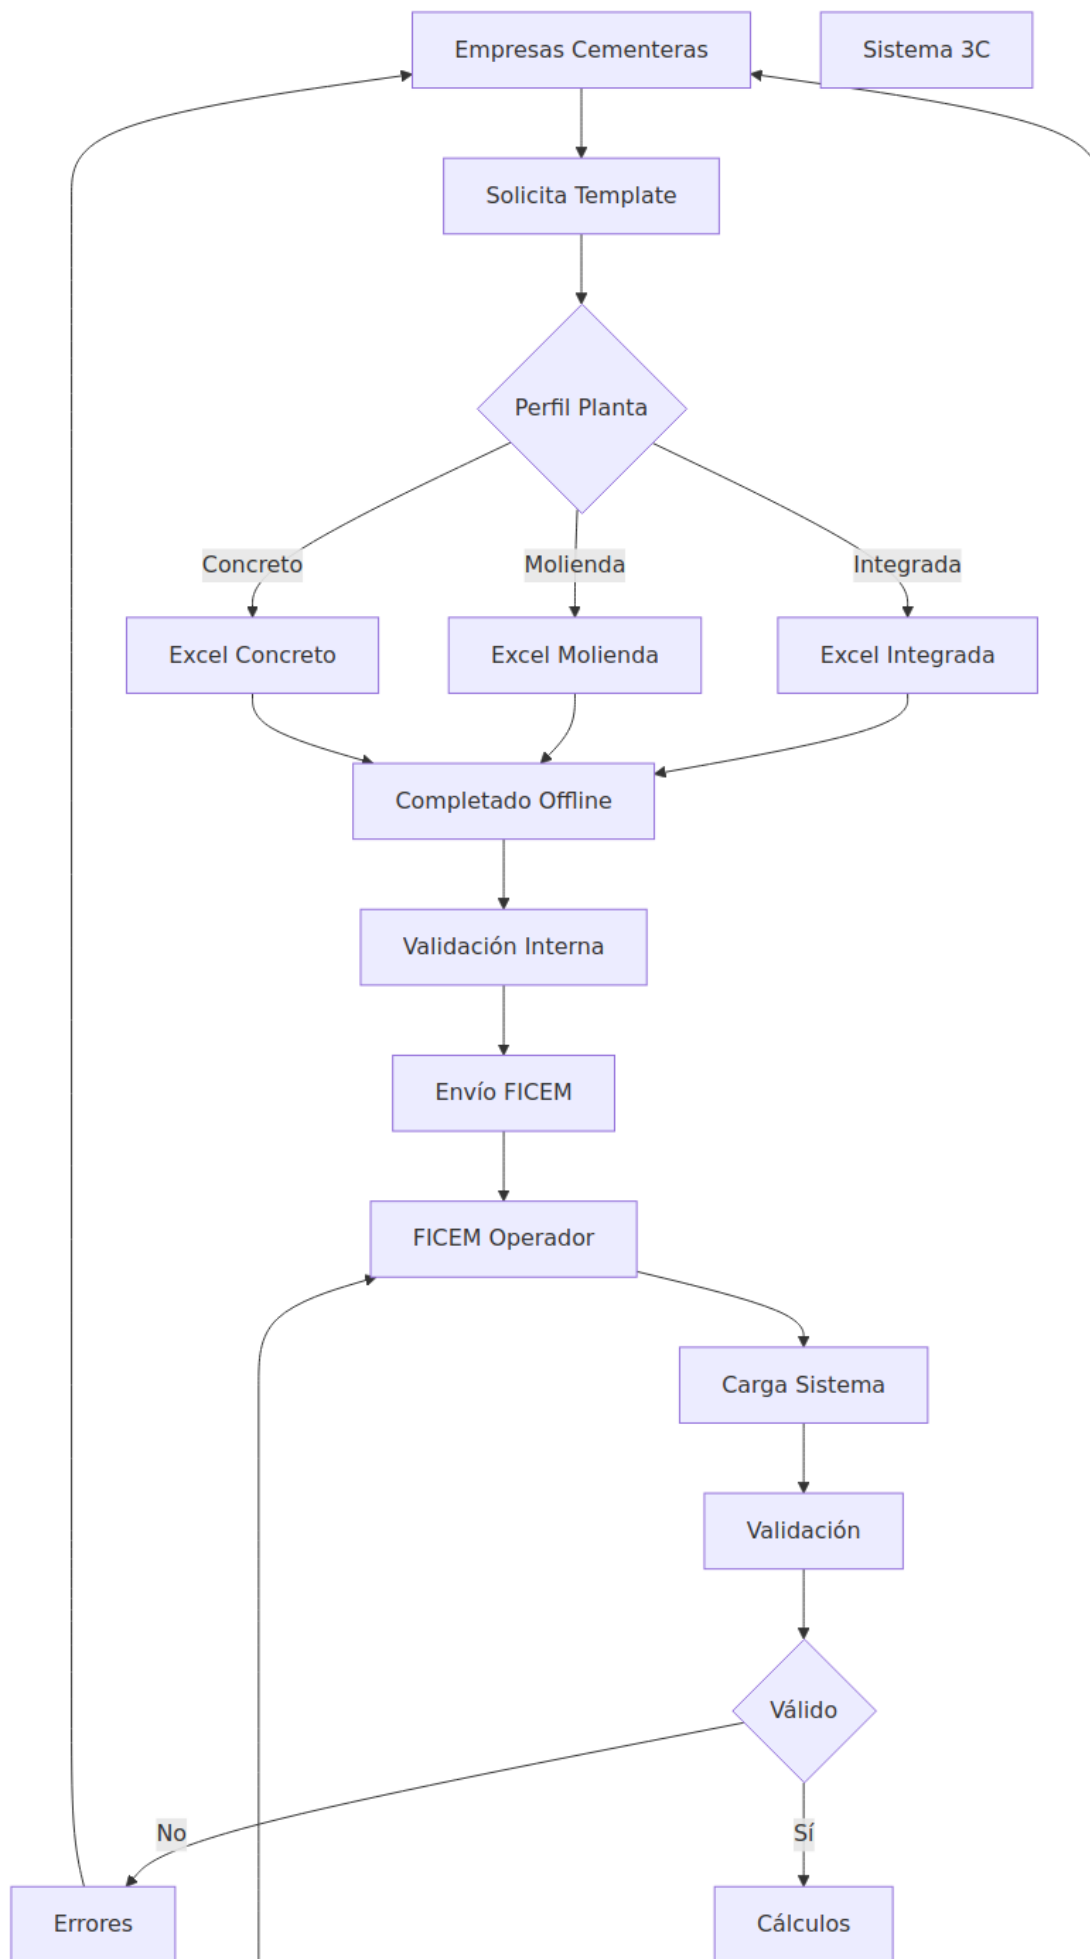 Empresas Cementeras
Sistema 3C
Solicita Template
Perfil Planta
Concreto
Molienda
Integrada
Excel Concreto
Excel Molienda
Excel Integrada
Completado Offline
Validación Interna
Envío FICEM
FICEM Operador
Carga Sistema
Validación
Válido
No
Sí
Errores
Cálculos